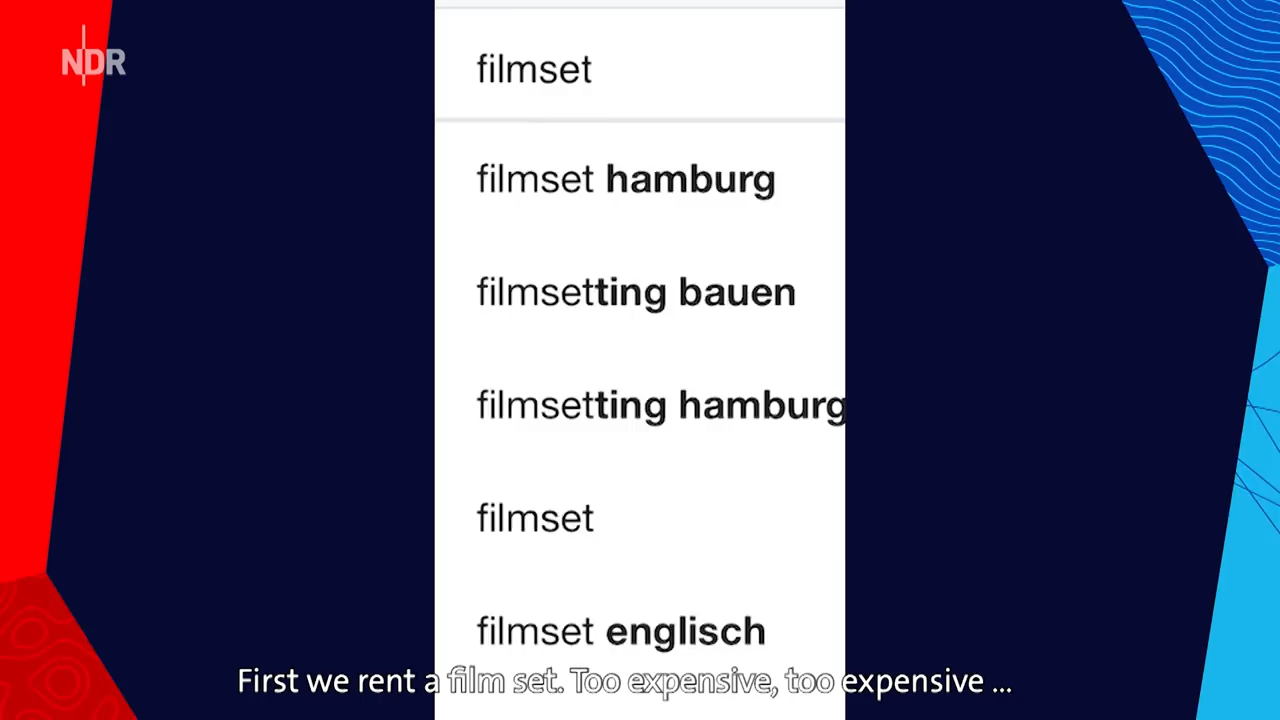 NDR
filmset
filmset hamburg
filmsetting bauen
filmsetting hamburg
filmset
filmset englisch
First we rent a film set. Too expensive, too expensive ...